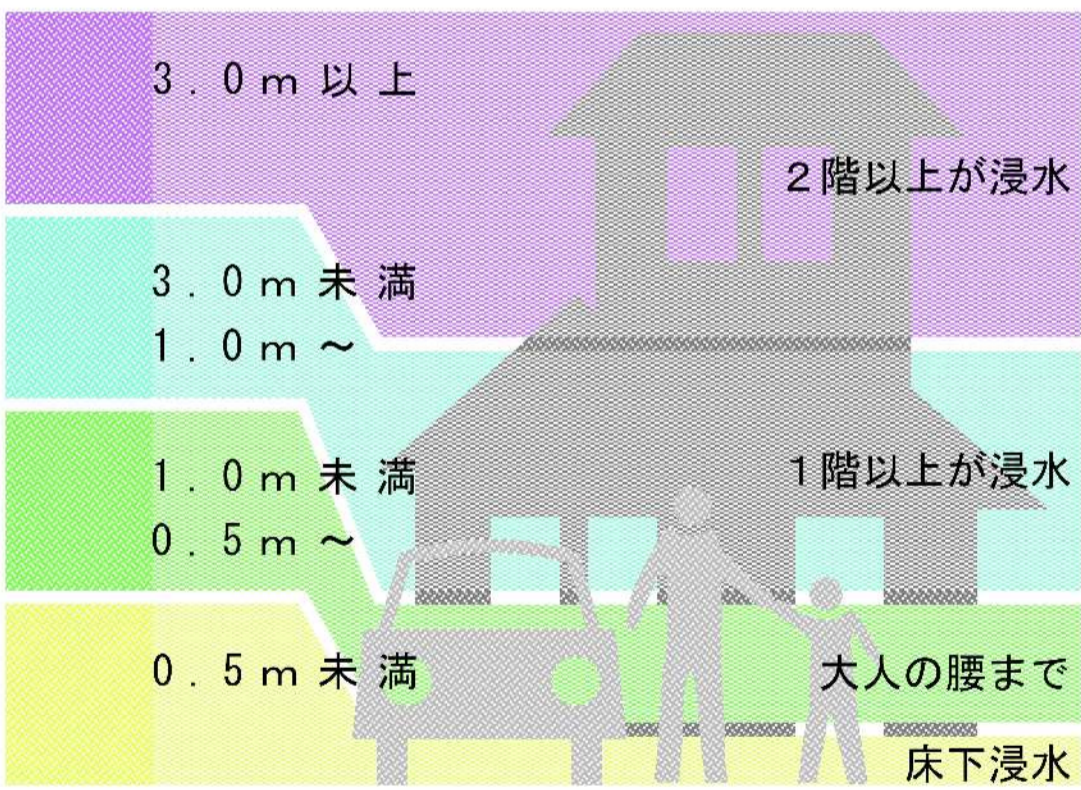 3.0m以上
2階以上が浸水
3.0m未満
1.0m～
1.0m未満
1階以上が浸水
0.5m～
0.5m未満
大人の腰まで
床下浸水